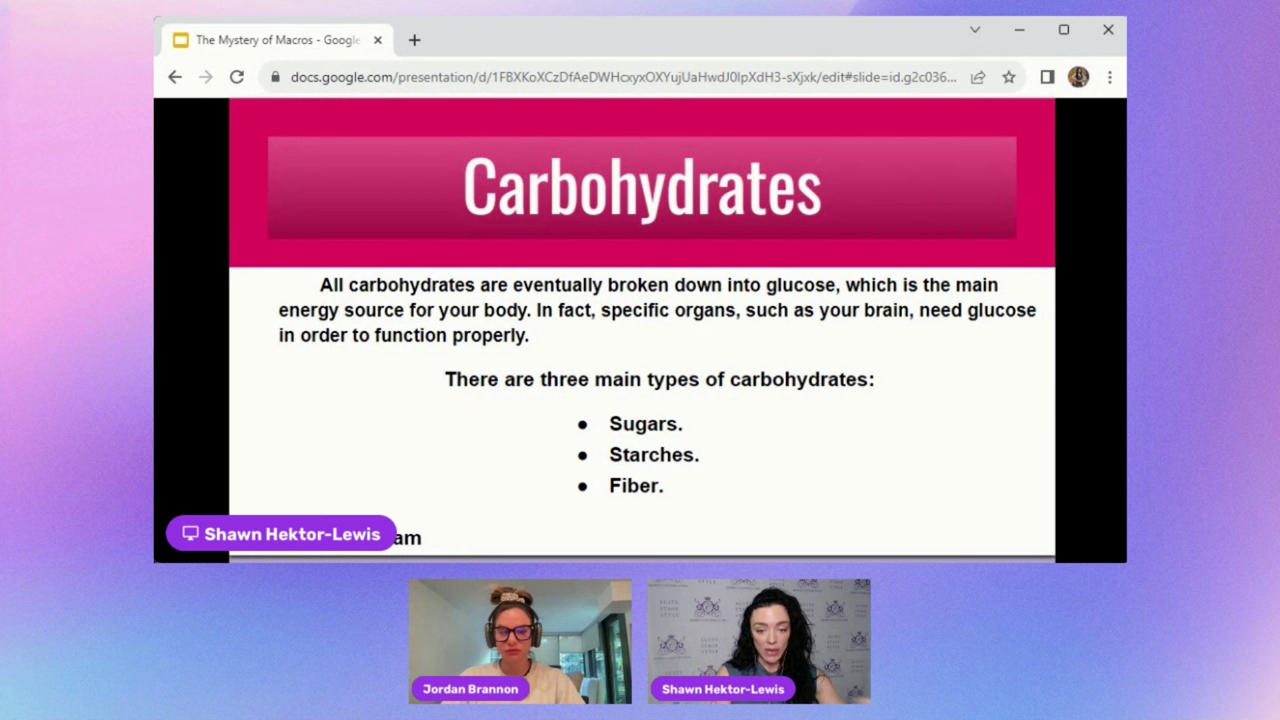 The Mystery of Macros - Google
docs.google.com/presentation/d/1FBXKoXCzDfAeDWHcxyxOXYujUaHwdJ0lpXdH3-sXjxk/edit#slide=id.g2c036...
Carbohydrates
All carbohydrates are eventually broken down into glucose, which is the main
energy source for your body. In fact, specific organs, such as your brain, need glucose
in order to function properly.
There are three main types of carbohydrates:
● Sugars.
● Starches.
● Fiber.
Shawn Hektor-Lewis
am
Jordan Brannon
Shawn Hektor-Lewis